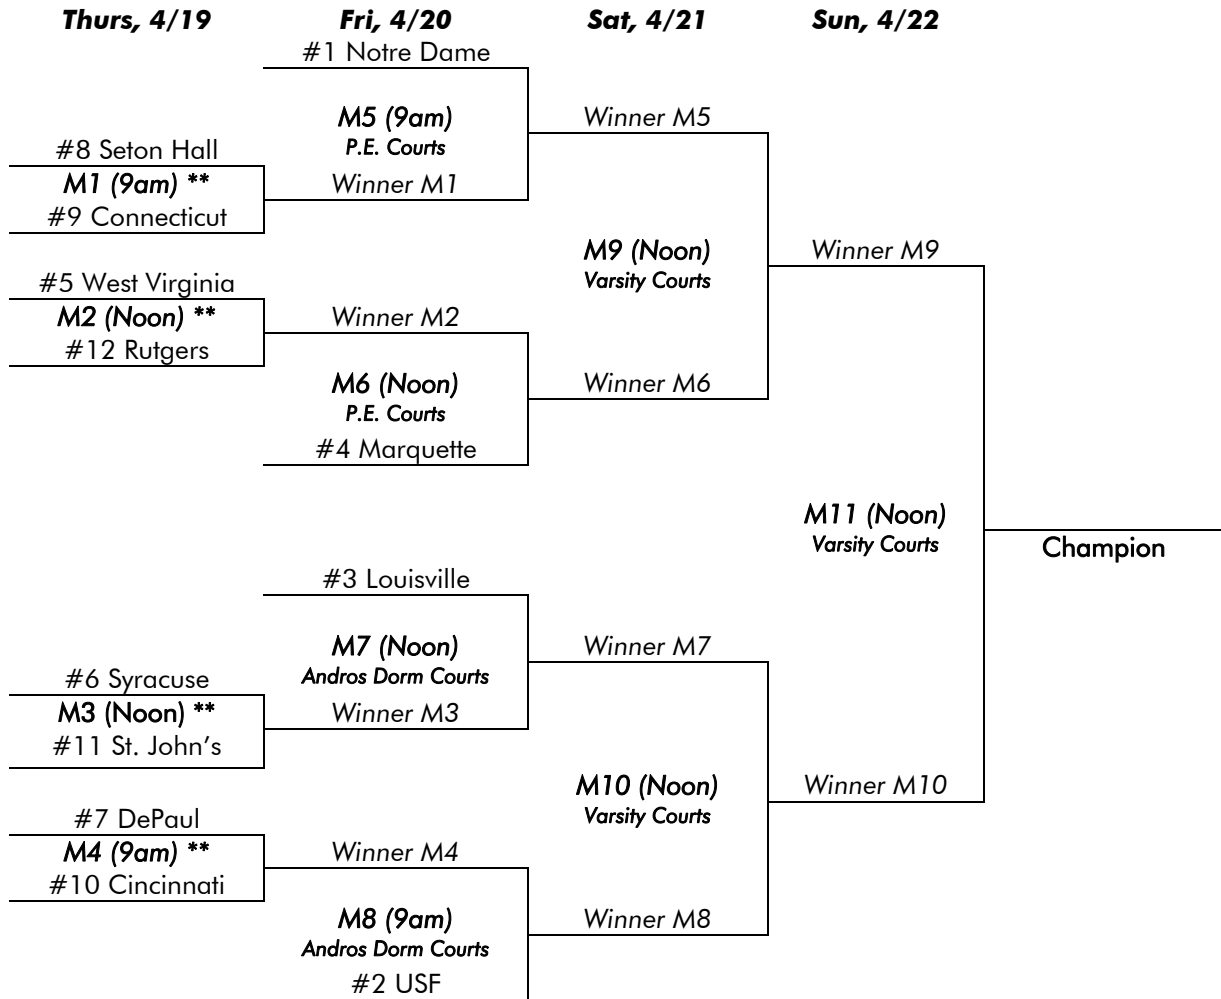 Thurs, 4/19 Fri, 4/20 Sat, 4/21 Sun, 4/22
#1 Notre Dame
M5 (9am)
P.E. Courts
Winner M5
#8 Seton Hall
M1 (9am) **
#9 Connecticut
Winner M1
M9 (Noon)
Varsity Courts
Winner M9
#5 West Virginia
M2 (Noon) **
#12 Rutgers
Winner M2
M6 (Noon)
P.E. Courts
#4 Marquette
Winner M6
M11 (Noon)
Varsity Courts
Champion
#3 Louisville
M7 (Noon)
Andros Dorm Courts
Winner M7
#6 Syracuse
M3 (Noon) **
#11 St. John's
Winner M3
M10 (Noon)
Varsity Courts
Winner M10
#7 DePaul
M4 (9am) **
#10 Cincinnati
Winner M4
M8 (9am)
Andros Dorm Courts
#2 USF
Winner M8